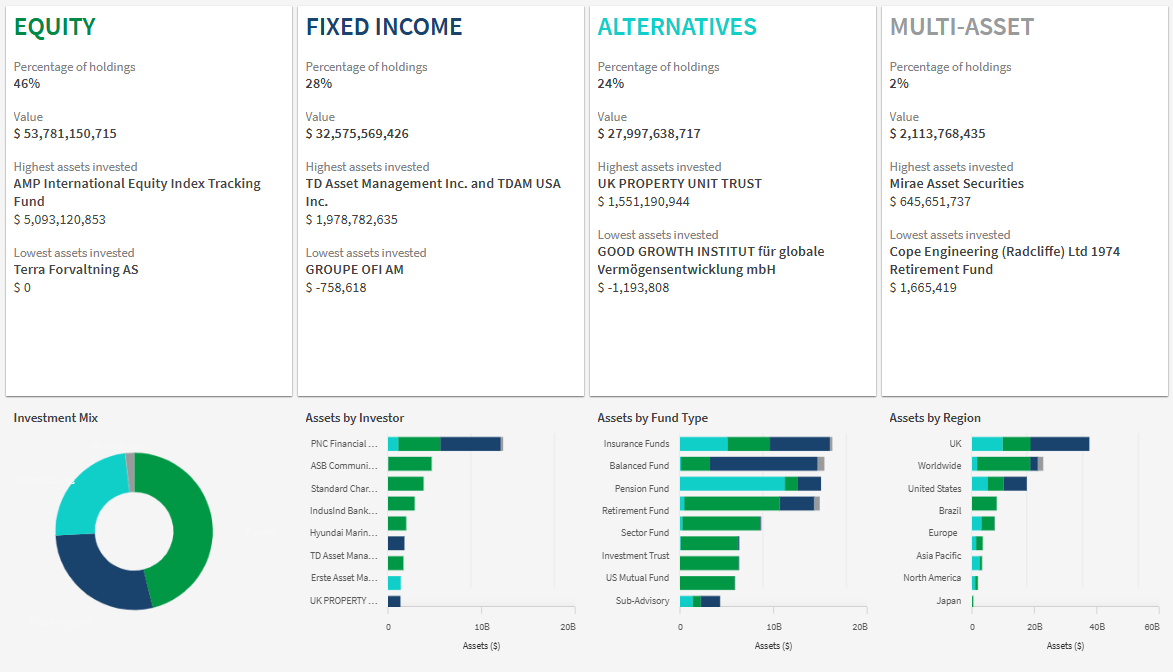 EQUITY
Percentage of holdings
46%
Value
$ 53,781,150,715
Highest assets invested
AMP International Equity Index Tracking
Fund
$ 5,093,120,853
Lowest assets invested
Terra Forvaltning AS
$ 0
FIXED INCOME
Percentage of holdings
28%
Value
$ 32,575,569,426
Highest assets invested
TD Asset Management Inc. and TDAM USA
Inc.
$ 1,978,782,635
Lowest assets invested
GROUPE OFI AM
$ -758,618
ALTERNATIVES
Percentage of holdings
24%
Value
$ 27,997,638,717
Highest assets invested
UK PROPERTY UNIT TRUST
$ 1,551,190,944
Lowest assets invested
GOOD GROWTH INSTITUT für globale
Vermögensentwicklung mbH
$ -1,193,808
MULTI-ASSET
Percentage of holdings
2%
Value
$ 2,113,768,435
Highest assets invested
Mirae Asset Securities
$ 645,651,737
Lowest assets invested
Cope Engineering (Radcliffe) Ltd 1974
Retirement Fund
$ 1,665,419
Investment Mix
Assets by Investor
PNC Financial ...
ASB Communi...
Standard Char...
IndusInd Bank...
Hyundai Marin...
TD Asset Mana...
Erste Asset Ma...
UK PROPERTY ...
0 10B 20B
Assets ($)
Assets by Fund Type
Insurance Funds
Balanced Fund
Pension Fund
Retirement Fund
Sector Fund
Investment Trust
US Mutual Fund
Sub-Advisory
0 10B 20B
Assets ($)
Assets by Region
UK
Worldwide
United States
Brazil
Europe
Asia Pacific
North America
Japan
0 20B 40B 60B
Assets ($)